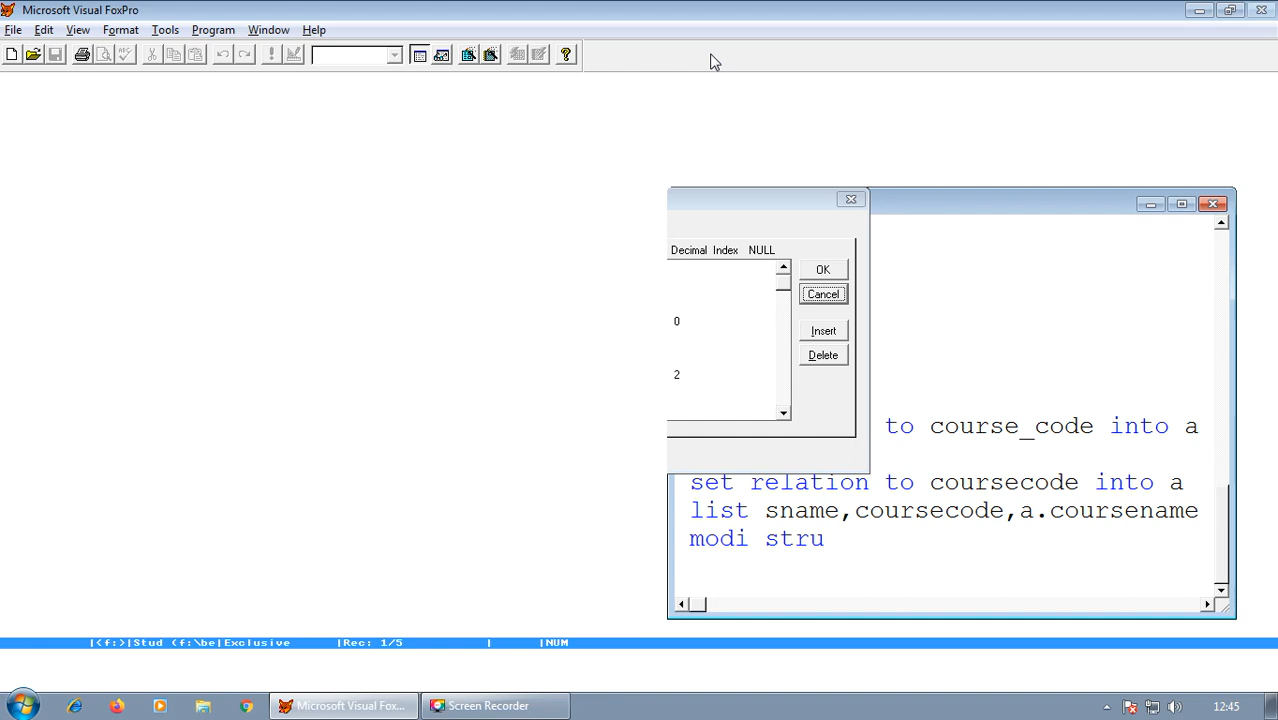 Microsoft Visual FoxPro
File Edit View Format Tools Program Window Help
Decimal Index NULL
OK
Cancel
0
Insert
Delete
2
to course_code into a
set relation to coursecode into a
list sname,coursecode,a.coursename
modi stru
|<f:>|Stud (f:\be|Exclusive |Rec: 1/5 | |NUM
Microsoft Visual Fox... Screen Recorder 12:45